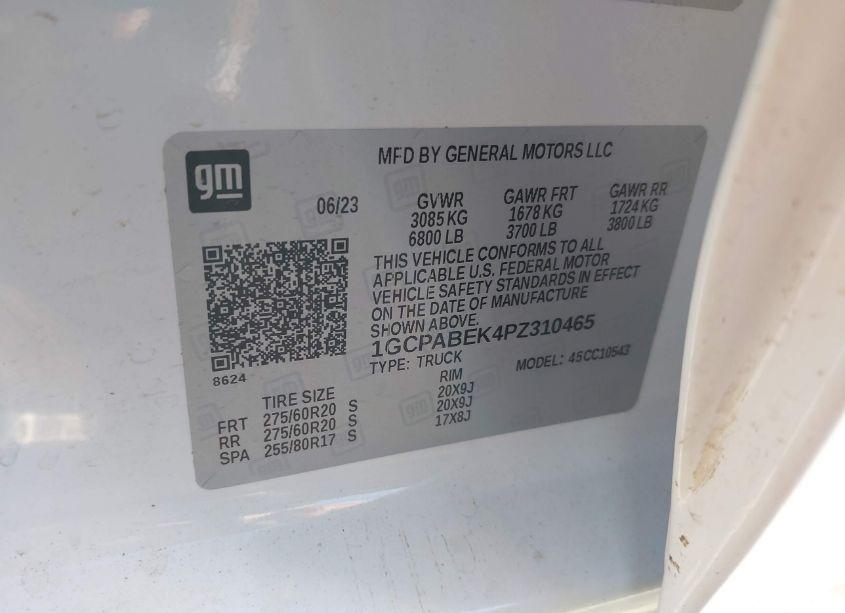 gm
MFD BY GENERAL MOTORS LLC
06/23
GVWR GAWR FRT GAWR RR
3085 KG 1678 KG 1724 KG
6800 LB 3700 LB 3800 LB
THIS VEHICLE CONFORMS TO ALL
APPLICABLE U.S. FEDERAL MOTOR
VEHICLE SAFETY STANDARDS IN EFFECT
ON THE DATE OF MANUFACTURE
SHOWN ABOVE.
1GCPABEK4PZ310465
TYPE: TRUCK MODEL: 45CC10543
8624
TIRE SIZE RIM
FRT 275/60R20 S 20X9J
RR 275/60R20 S 20X9J
SPA 255/80R17 S 17X8J